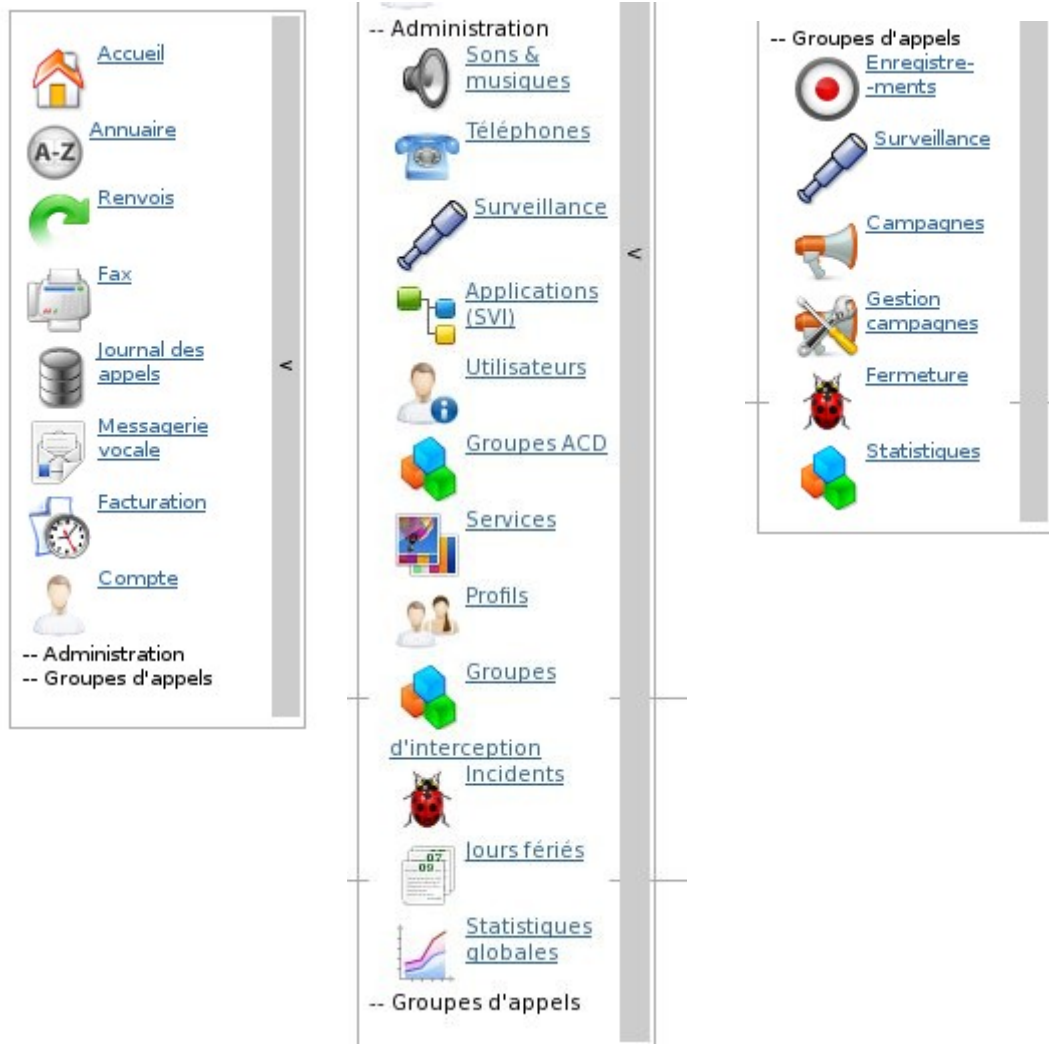 Accueil
A-Z
Annuaire
Renvois
Fax
Journal des
appels
<
Messagerie
vocale
Facturation
Compte
-- Administration
-- Groupes d'appels
-- Administration
Sons &
musiques
Téléphones
Surveillance
<
Applications
(SVI)
Utilisateurs
i
Groupes ACD
Services
Profils
Groupes
d'interception
Incidents
Jours fériés
07
09
Statistiques
globales
-- Groupes d'appels
-- Groupes d'appels
Enregistre-
-ments
Surveillance
Campagnes
Gestion
campagnes
Fermeture
Statistiques